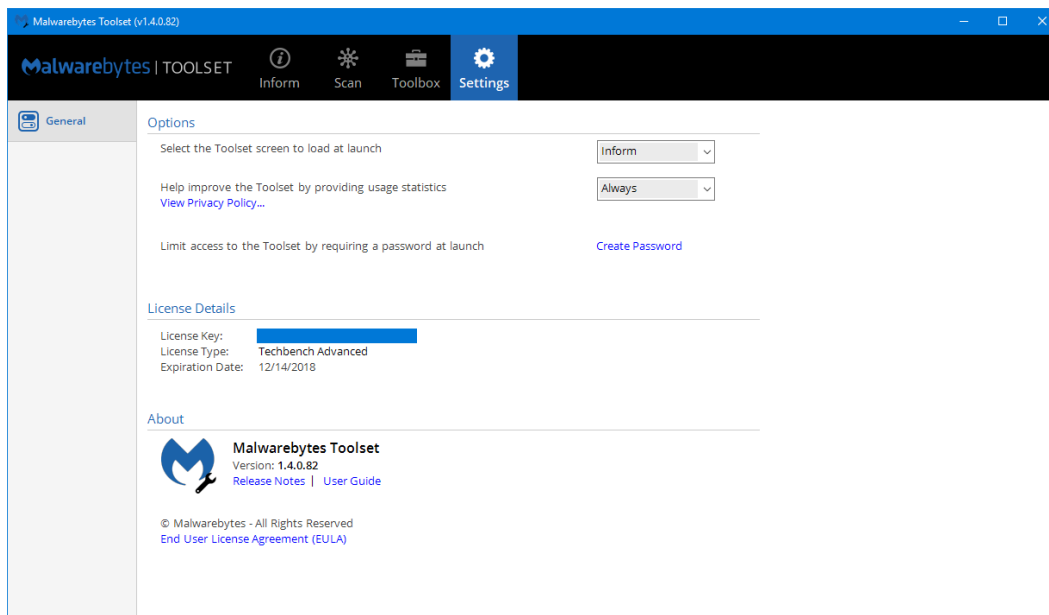 Malwarebytes Toolset (v1.4.0.82)
Malwarebytes | TOOLSET
Inform
Scan
Toolbox
Settings
General
Options
Select the Toolset screen to load at launch
Inform
Help improve the Toolset by providing usage statistics
Always
View Privacy Policy...
Limit access to the Toolset by requiring a password at launch
Create Password
License Details
License Key:
License Type: Techbench Advanced
Expiration Date: 12/14/2018
About
Malwarebytes Toolset
Version: 1.4.0.82
Release Notes | User Guide
© Malwarebytes - All Rights Reserved
End User License Agreement (EULA)